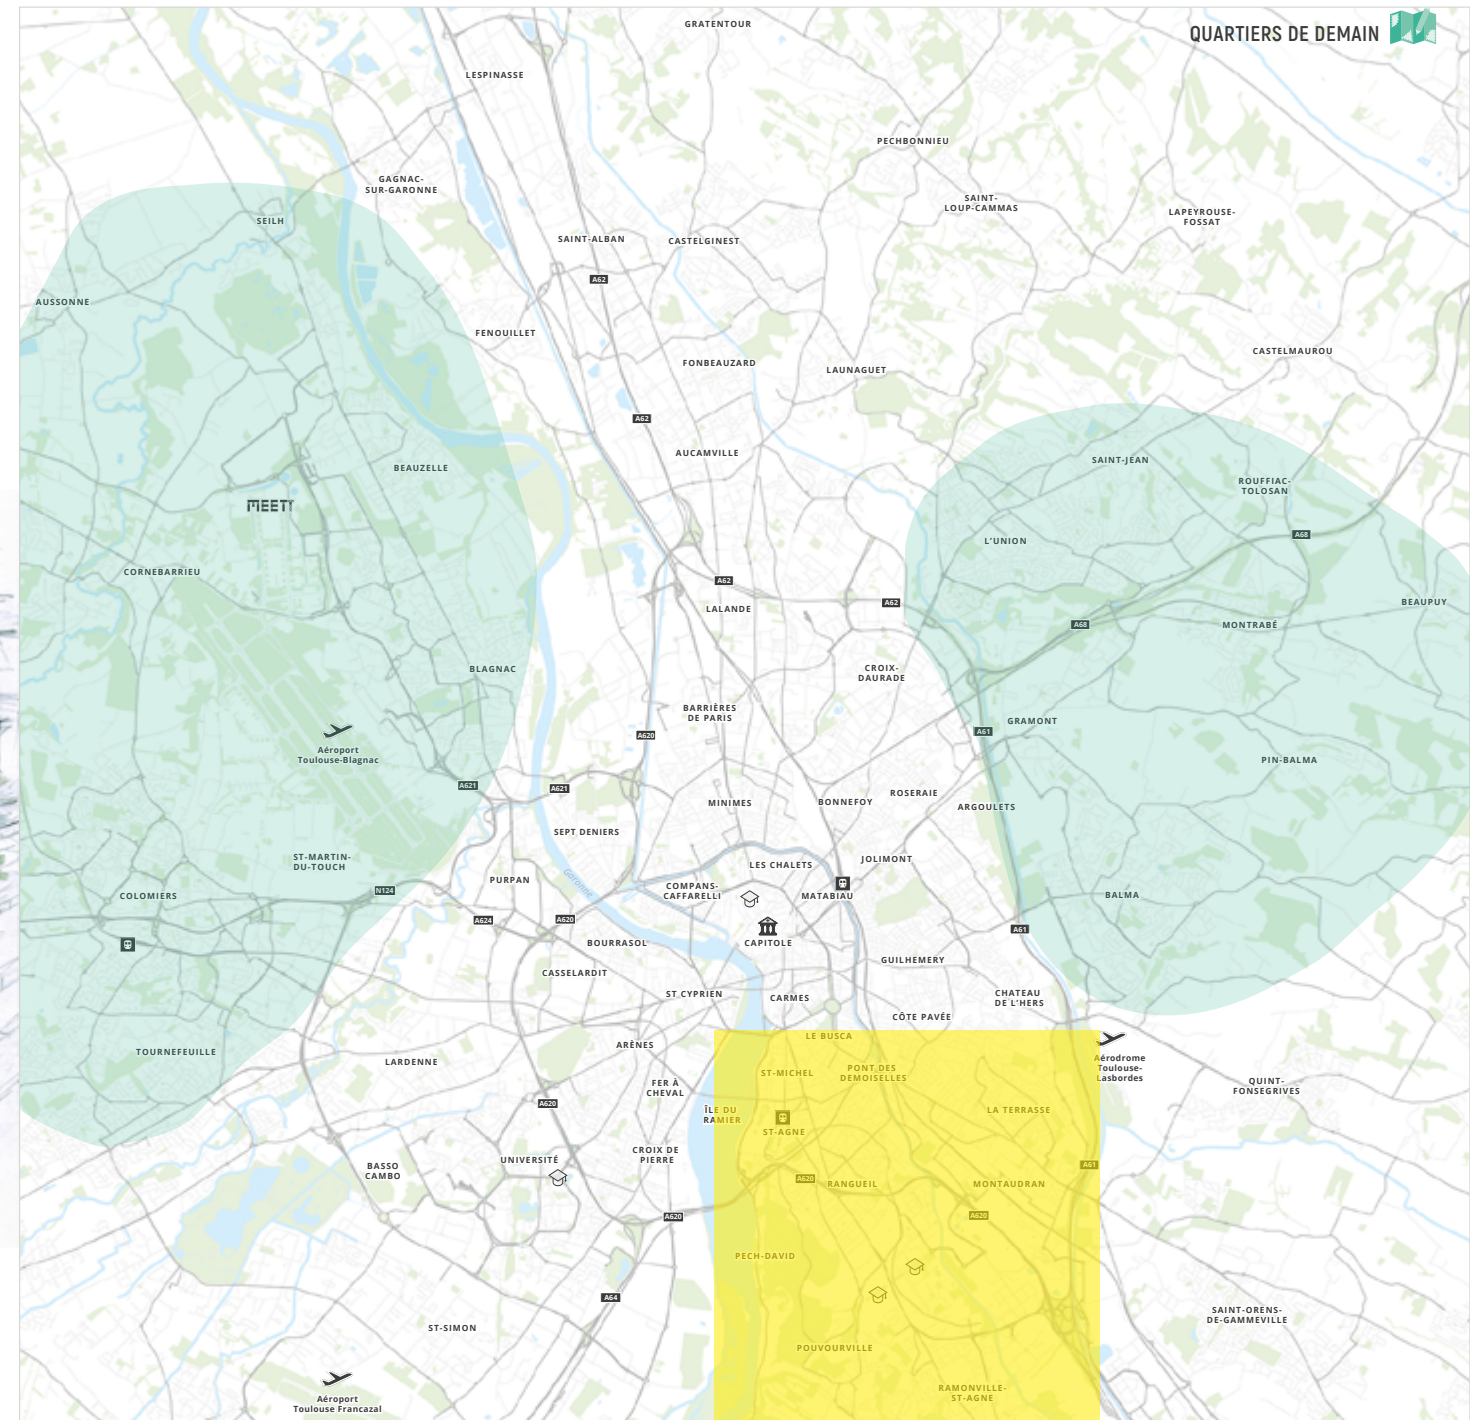 GRATENTOUR
QUARTIERS DE DEMAIN
LESPINASSE
PECHBONNIEU
GAGNAC-
SUR-GARONNE
SAINT-
LOUP-CAMMAS
LAPEYROUSE-
FOSSAT
SEILH
SAINT-ALBAN
CASTELGINEST
A62
AUSSONNE
FENOUILLET
FONBEAUZARD
LAUNAGUET
CASTELMAUROU
A62
AUCAMVILLE
BEAUZELLE
SAINT-JEAN
ROUFFIAC-
TOLOSAN
MEETT
A68
L'UNION
CORNEBARRIEU
A62
A62
LALANDE
BEAUPUY
A68
MONTRABÉ
BLAGNAC
CROIX-
DAURADE
BARRIÈRES
DE PARIS
GRAMONT
A61
A620
Aéroport
Toulouse-Blagnac
PIN-BALMA
A621
A621
MINIMES
BONNEFOY
ROSERAIE
ARGOULETS
SEPT DENIERS
ST-MARTIN-
DU-TOUCH
LES CHALETS
JOLIMONT
PURPAN
Garonne
COMPANS-
CAFFARELLI
MATABIAU
COLOMIERS
N124
BALMA
A624
A620
A61
BOURRASOL
CAPITOLE
CASSELARDIT
GUILHEMERY
ST CYPRIEN
CARMES
CHATEAU
DE L'HERS
CÔTE PAVÉE
LE BUSCA
ARÈNES
TOURNEFEUILLE
LARDENNE
Aérodrome
Toulouse-
Lasbordes
ST-MICHEL
PONT DES
DEMOISELLES
FER À
CHEVAL
QUINT-
FONSEGRIVES
A620
ÎLE DU
RAMIER
LA TERRASSE
ST-AGNE
CROIX DE
PIERRE
UNIVERSITÉ
BASSO
CAMBO
A61
A620
RANGUEIL
MONTAUDRAN
A620
A620
PECH-DAVID
A64
SAINT-ORENS-
DE-GAMMEVILLE
ST-SIMON
POUVOURVILLE
RAMONVILLE-
ST-AGNE
Aéroport
Toulouse Francazal